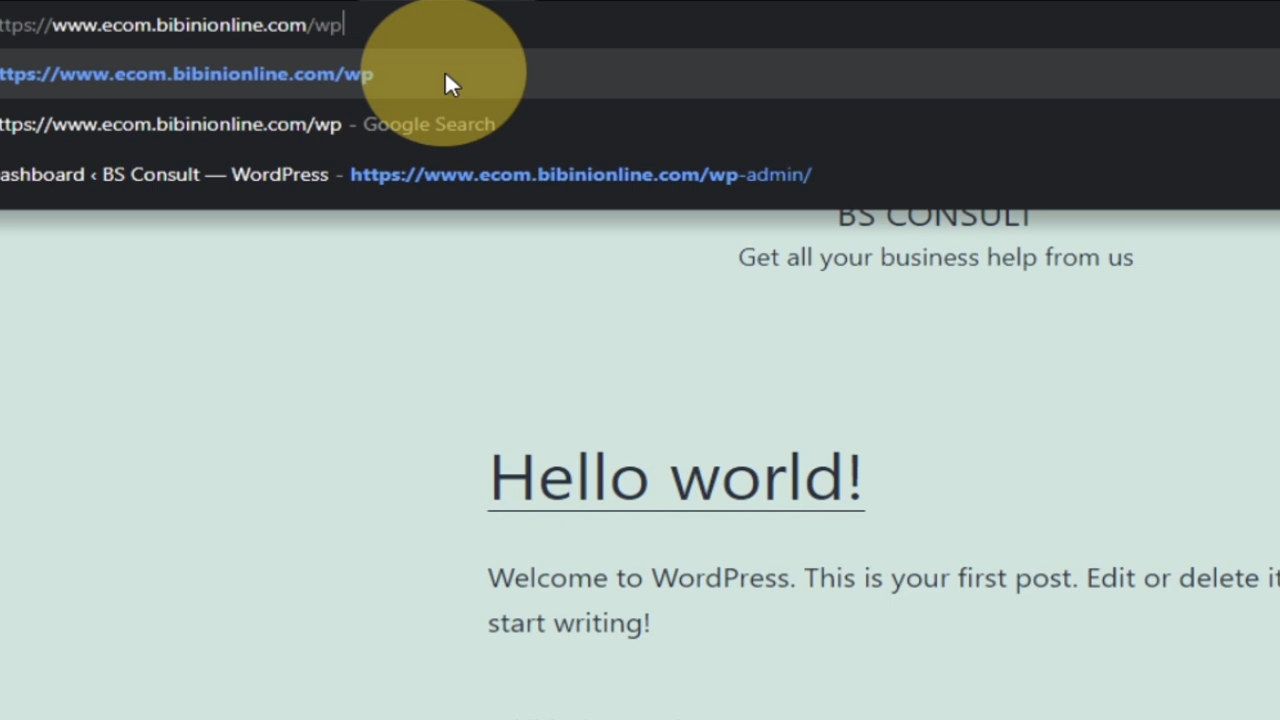 ttps://www.ecom.bibinionline.com/wp
ttps://www.ecom.bibinionline.com/wp
ttps://www.ecom.bibinionline.com/wp - Google Search
ashboard ‹ BS Consult — WordPress - https://www.ecom.bibinionline.com/wp-admin/
BS CONSULT
Get all your business help from us
Hello world!
Welcome to WordPress. This is your first post. Edit or delete it
start writing!